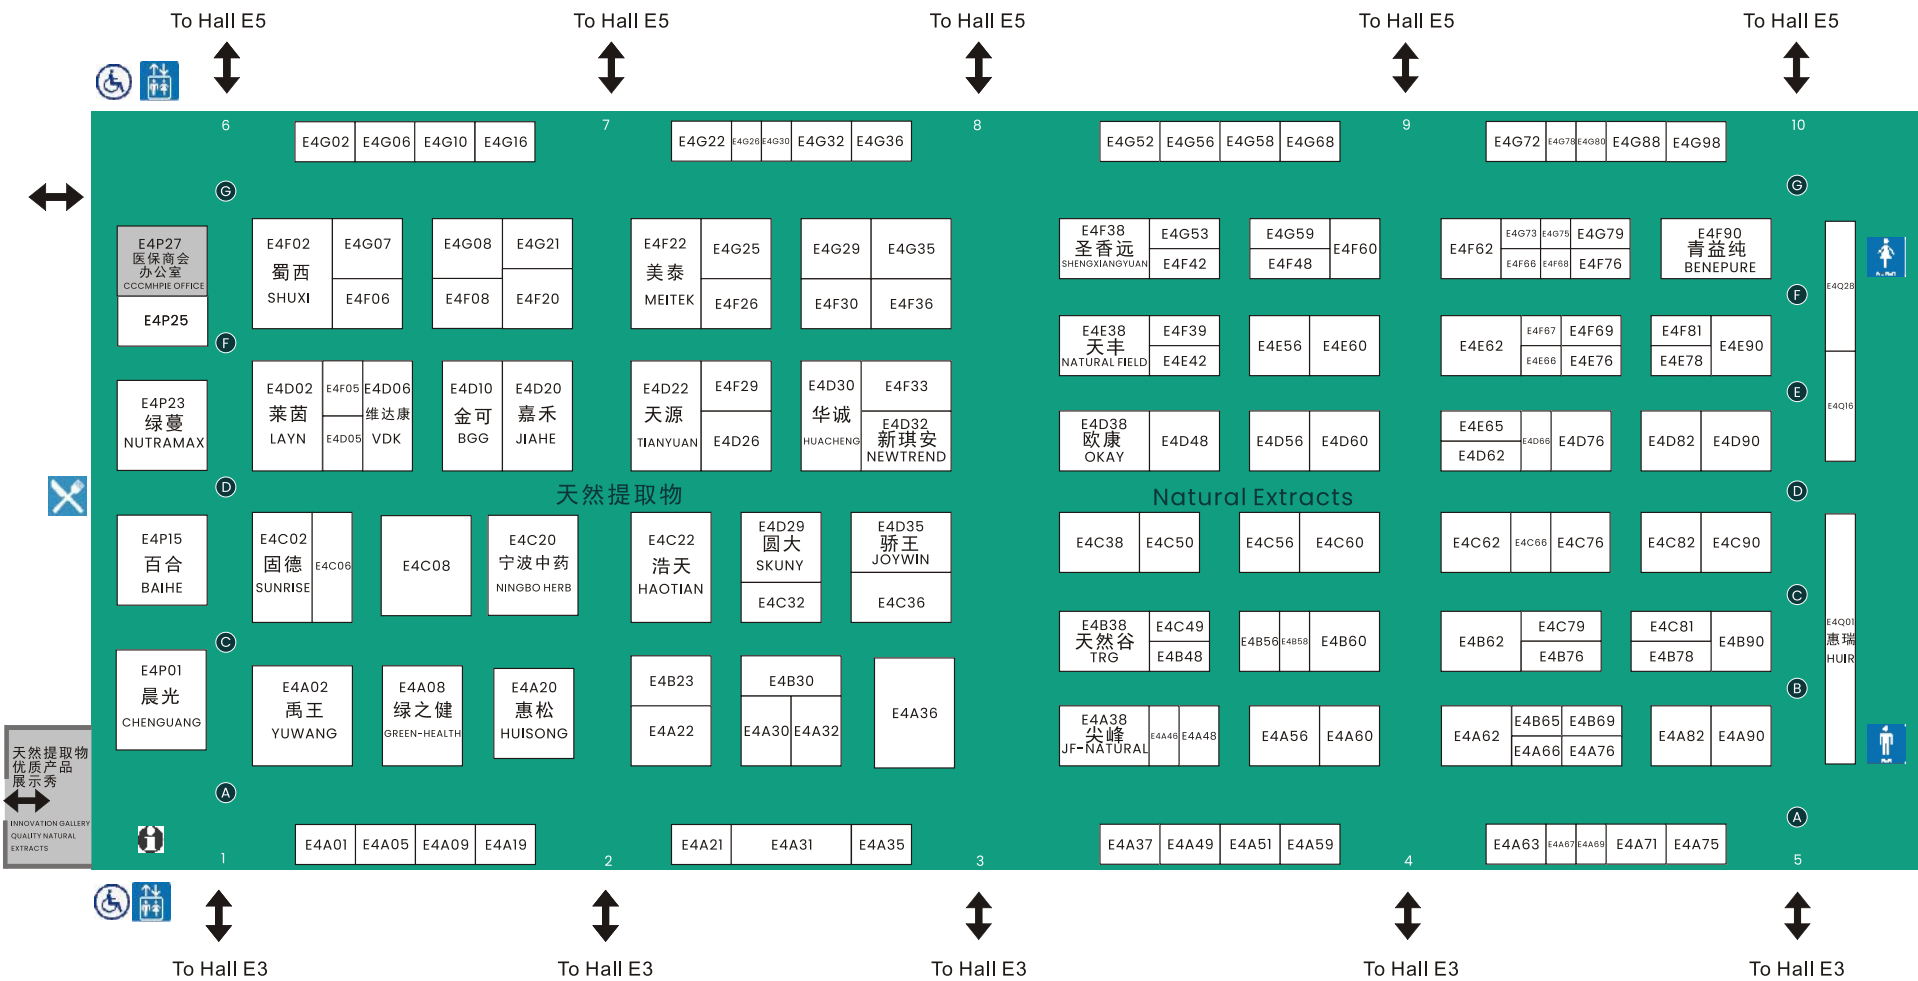 To Hall E5
To Hall E5
To Hall E5
To Hall E5
To Hall E5
6
7
8
9
10
E4G02 E4G06 E4G10 E4G16
E4G22 E4G26 E4G30 E4G32 E4G36
E4G52 E4G56 E4G58 E4G68
E4G72 E4G78 E4G80 E4G88 E4G98
G
G
E4P27
医保商会
办公室
CCCMHPIE OFFICE
E4P25
E4F02
蜀西
SHUXI
E4G07
E4F06
E4G08
E4F08
E4G21
E4F20
E4F22
美泰
MEITEK
E4G25
E4F26
E4G29
E4F30
E4G35
E4F36
E4F38
圣香远
SHENGXIANGYUAN
E4G53
E4F42
E4G59
E4F48
E4F60
E4F62
E4G73
E4G75
E4G79
E4F66
E4F68
E4F76
E4F90
青益纯
BENEPURE
E4Q28
F
F
E4E38
天丰
NATURAL FIELD
E4F39
E4E42
E4E56
E4E60
E4E62
E4F67
E4F69
E4E66
E4E76
E4F81
E4E78
E4E90
E4Q16
E
E4P23
绿蔓
NUTRAMAX
E4D02
莱茵
LAYN
E4F05
E4D05
E4D06
维达康
VDK
E4D10
金可
BGG
E4D20
嘉禾
JIAHE
E4D22
天源
TIANYUAN
E4F29
E4D26
E4D30
华诚
HUACHENG
E4F33
E4D32
新琪安
NEWTREND
E4D38
欧康
OKAY
E4D48
E4D56
E4D60
E4E65
E4D62
E4D66
E4D76
E4D82
E4D90
D
D
天然提取物
Natural Extracts
E4P15
百合
BAIHE
E4C02
固德
SUNRISE
E4C06
E4C08
E4C20
宁波中药
NINGBO HERB
E4C22
浩天
HAOTIAN
E4D29
圆大
SKUNY
E4C32
E4D35
骄王
JOYWIN
E4C36
E4C38
E4C50
E4C56
E4C60
E4C62
E4C66
E4C76
E4C82
E4C90
C
C
E4Q01
惠瑞
HUIR
E4B38
天然谷
TRG
E4C49
E4B48
E4B56
E4B58
E4B60
E4B62
E4C79
E4B76
E4C81
E4B78
E4B90
B
E4P01
晨光
CHENGUANG
E4A02
禹王
YUWANG
E4A08
绿之健
GREEN-HEALTH
E4A20
惠松
HUISONG
E4B23
E4A22
E4B30
E4A30
E4A32
E4A36
E4A38
尖峰
JF-NATURAL
E4A46
E4A48
E4A56
E4A60
E4A62
E4B65
E4B69
E4A66
E4A76
E4A82
E4A90
天然提取物
优质产品
展示秀
INNOVATION GALLERY
QUALITY NATURAL
EXTRACTS
A
A
E4A01 E4A05 E4A09 E4A19
E4A21 E4A31 E4A35
E4A37 E4A49 E4A51 E4A59
E4A63 E4A67 E4A69 E4A71 E4A75
1
2
3
4
5
To Hall E3
To Hall E3
To Hall E3
To Hall E3
To Hall E3